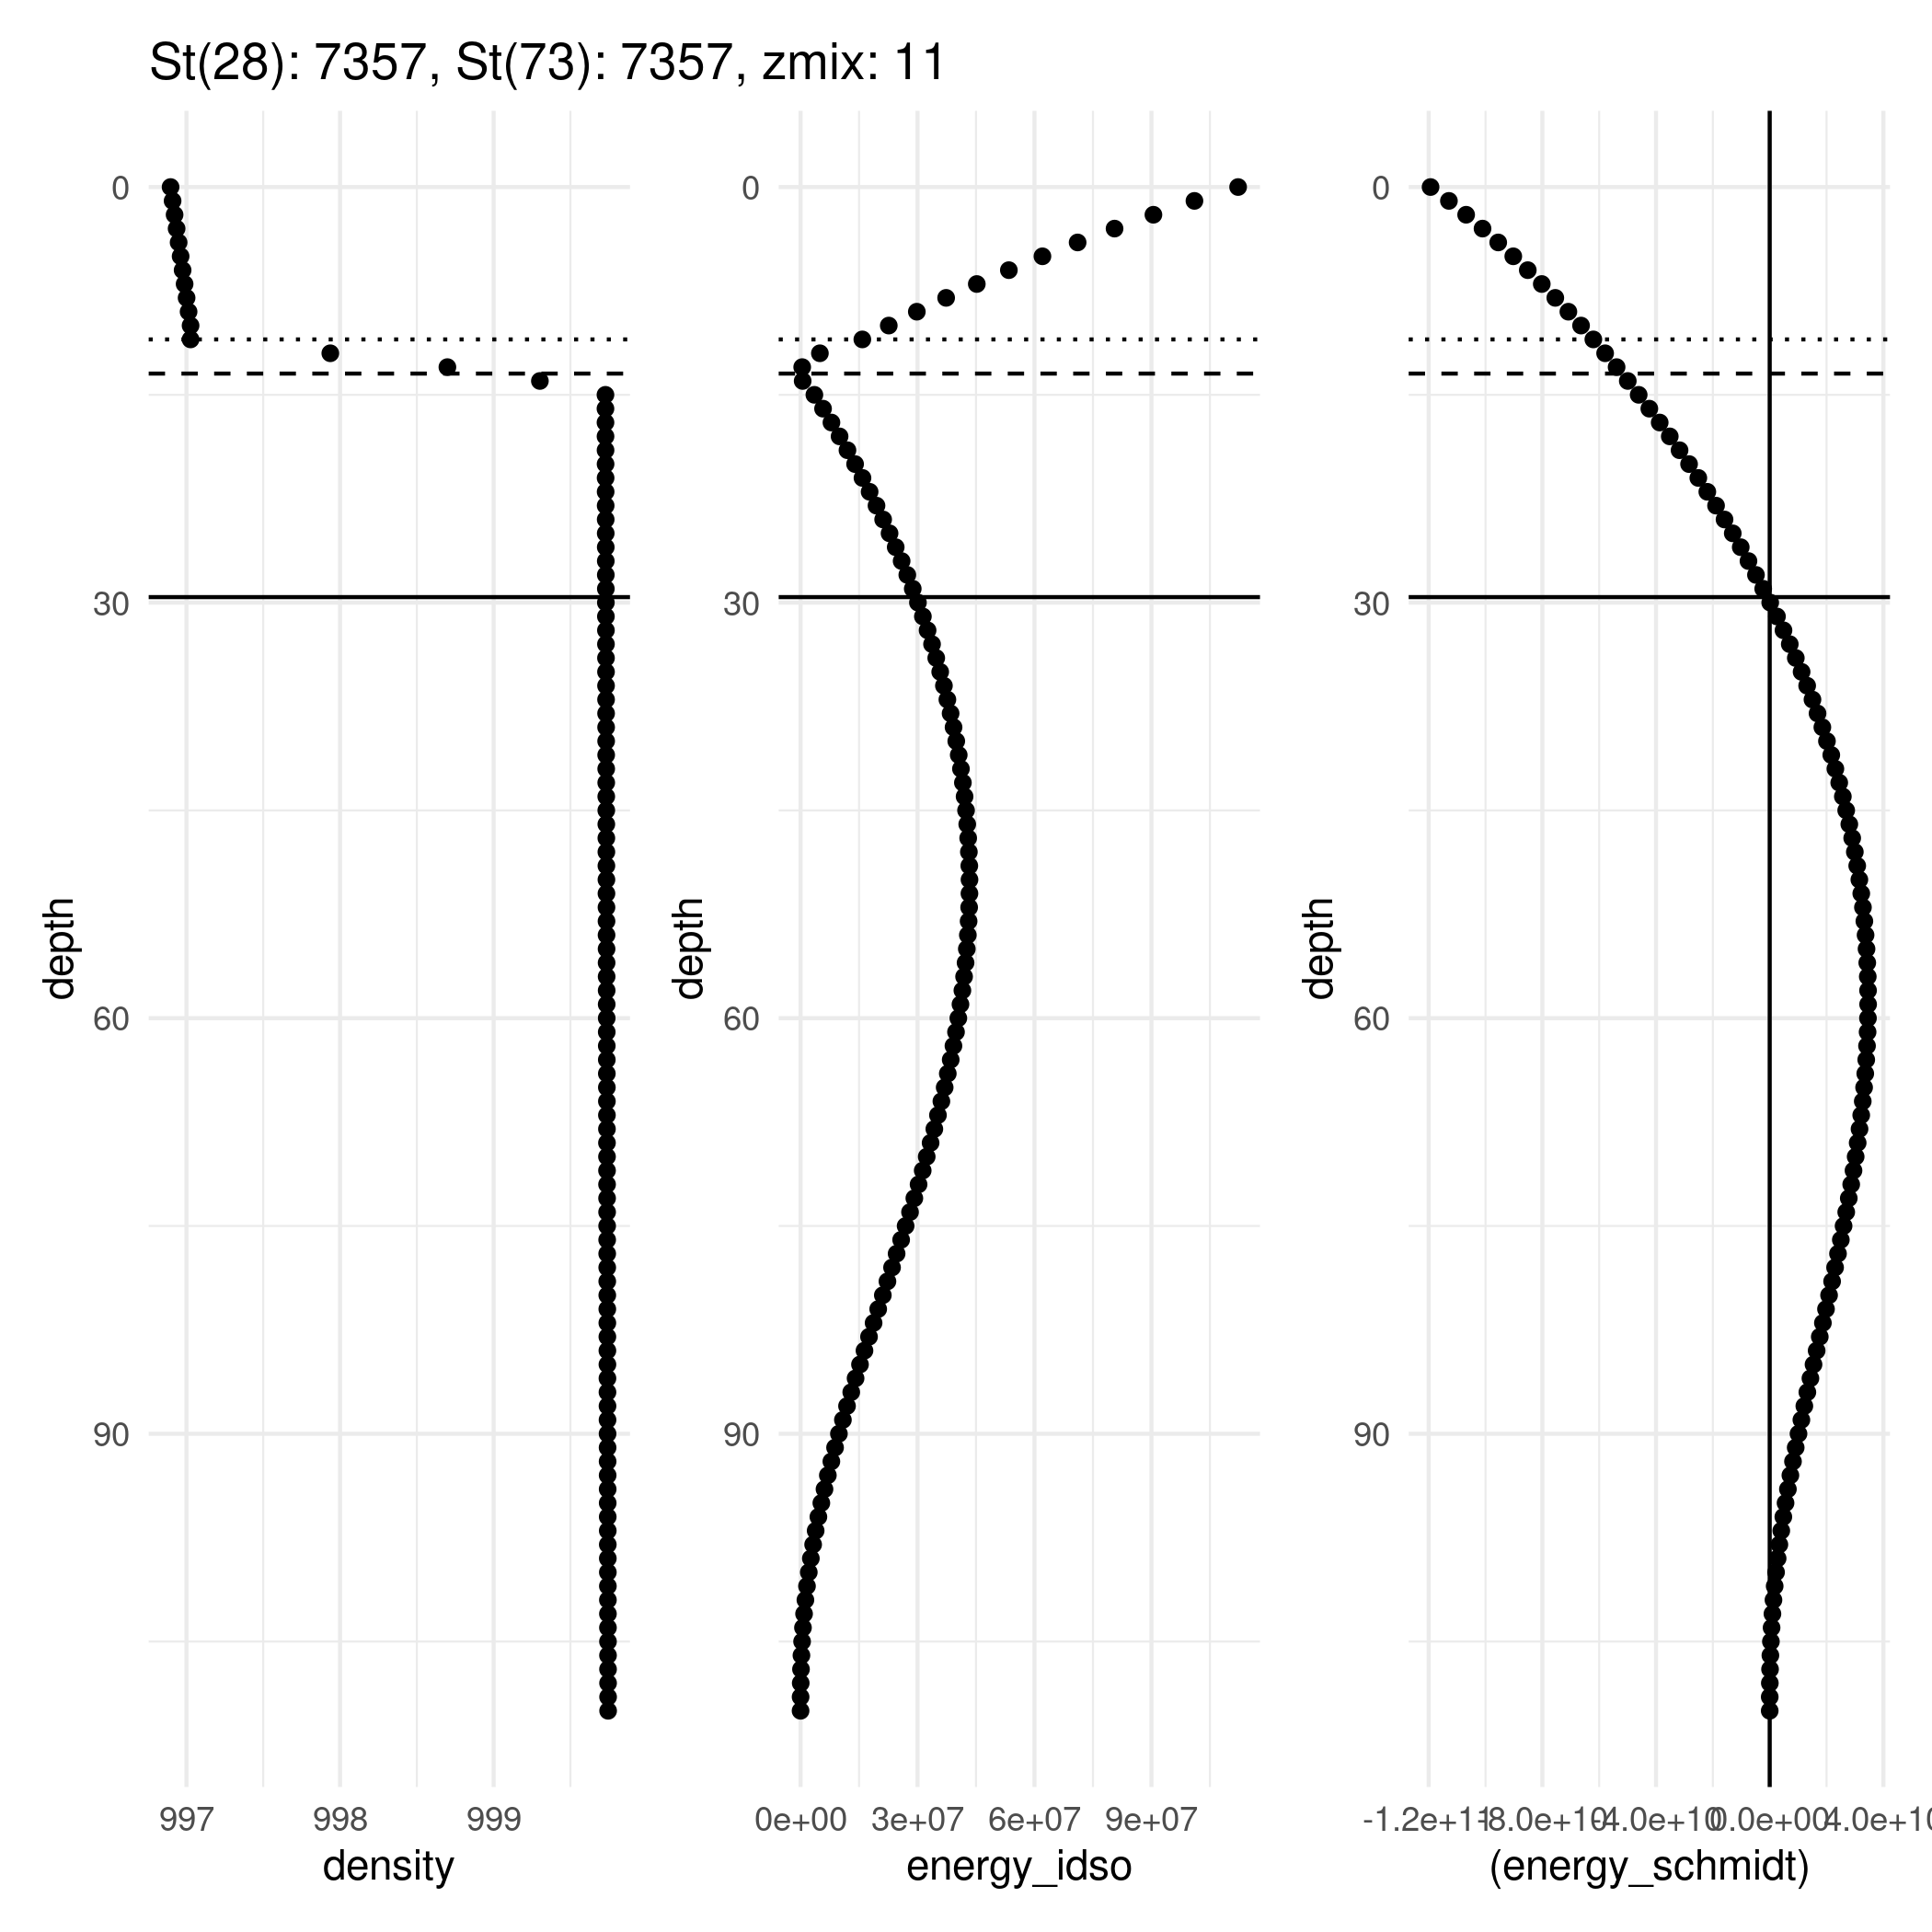 St(28): 7357, St(73): 7357, zmix: 11
depth
0
30
60
90
997 998 999
density
depth
0
30
60
90
0e+00 3e+07 6e+07 9e+07
energy_idso
depth
0
30
60
90
-1.2e+11 -8.0e+10 -4.0e+10 0.0e+00 4.0e+10
(energy_schmidt)